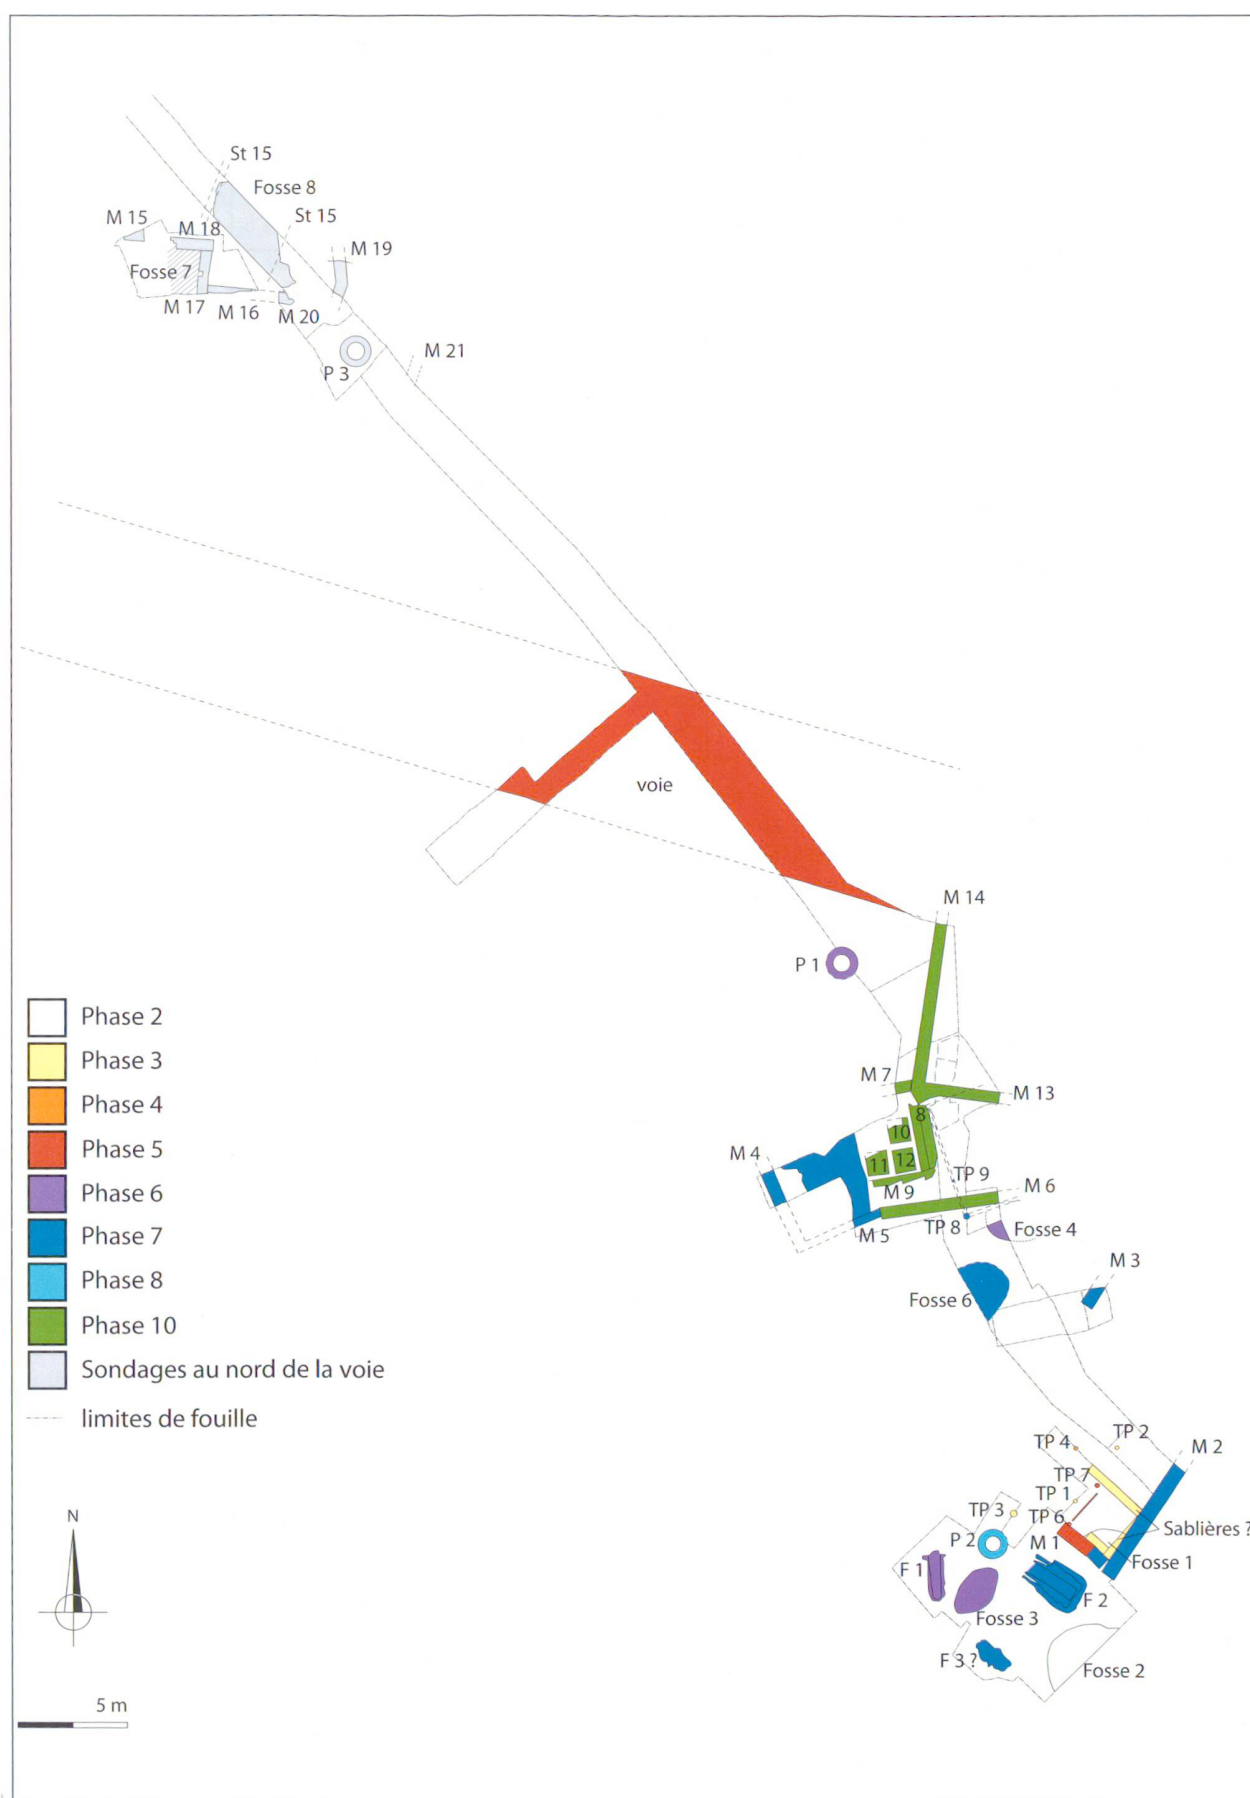 St 15
Fosse 8
M 15
M 18
St 15
M 19
Fosse 7
M 17
M 16
M 20
P 3
M 21
voie
M 14
P 1
M 7
M 13
8
10
M 4
11
12
TP 9
M 9
M 6
M 5
TP 8
Fosse 4
M 3
Fosse 6
Phase 2
Phase 3
Phase 4
Phase 5
Phase 6
Phase 7
Phase 8
Phase 10
Sondages au nord de la voie
limites de fouille
TP 4
TP 2
M 2
TP 7
TP 1
TP 3
TP 6
Sablières ?
P 2
M 1
Fosse 1
F 1
F 2
Fosse 3
F 3 ?
Fosse 2
N
5 m